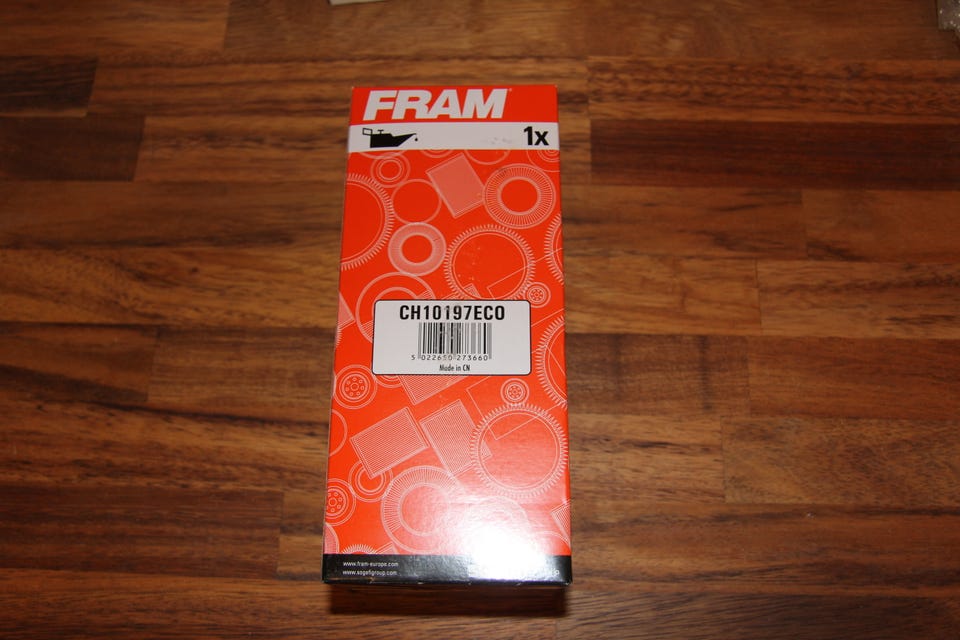 FRAM
1x
CH10197ECO
5 022650 273660
Made in CN
www.fram-europe.com
www.sogefigroup.com